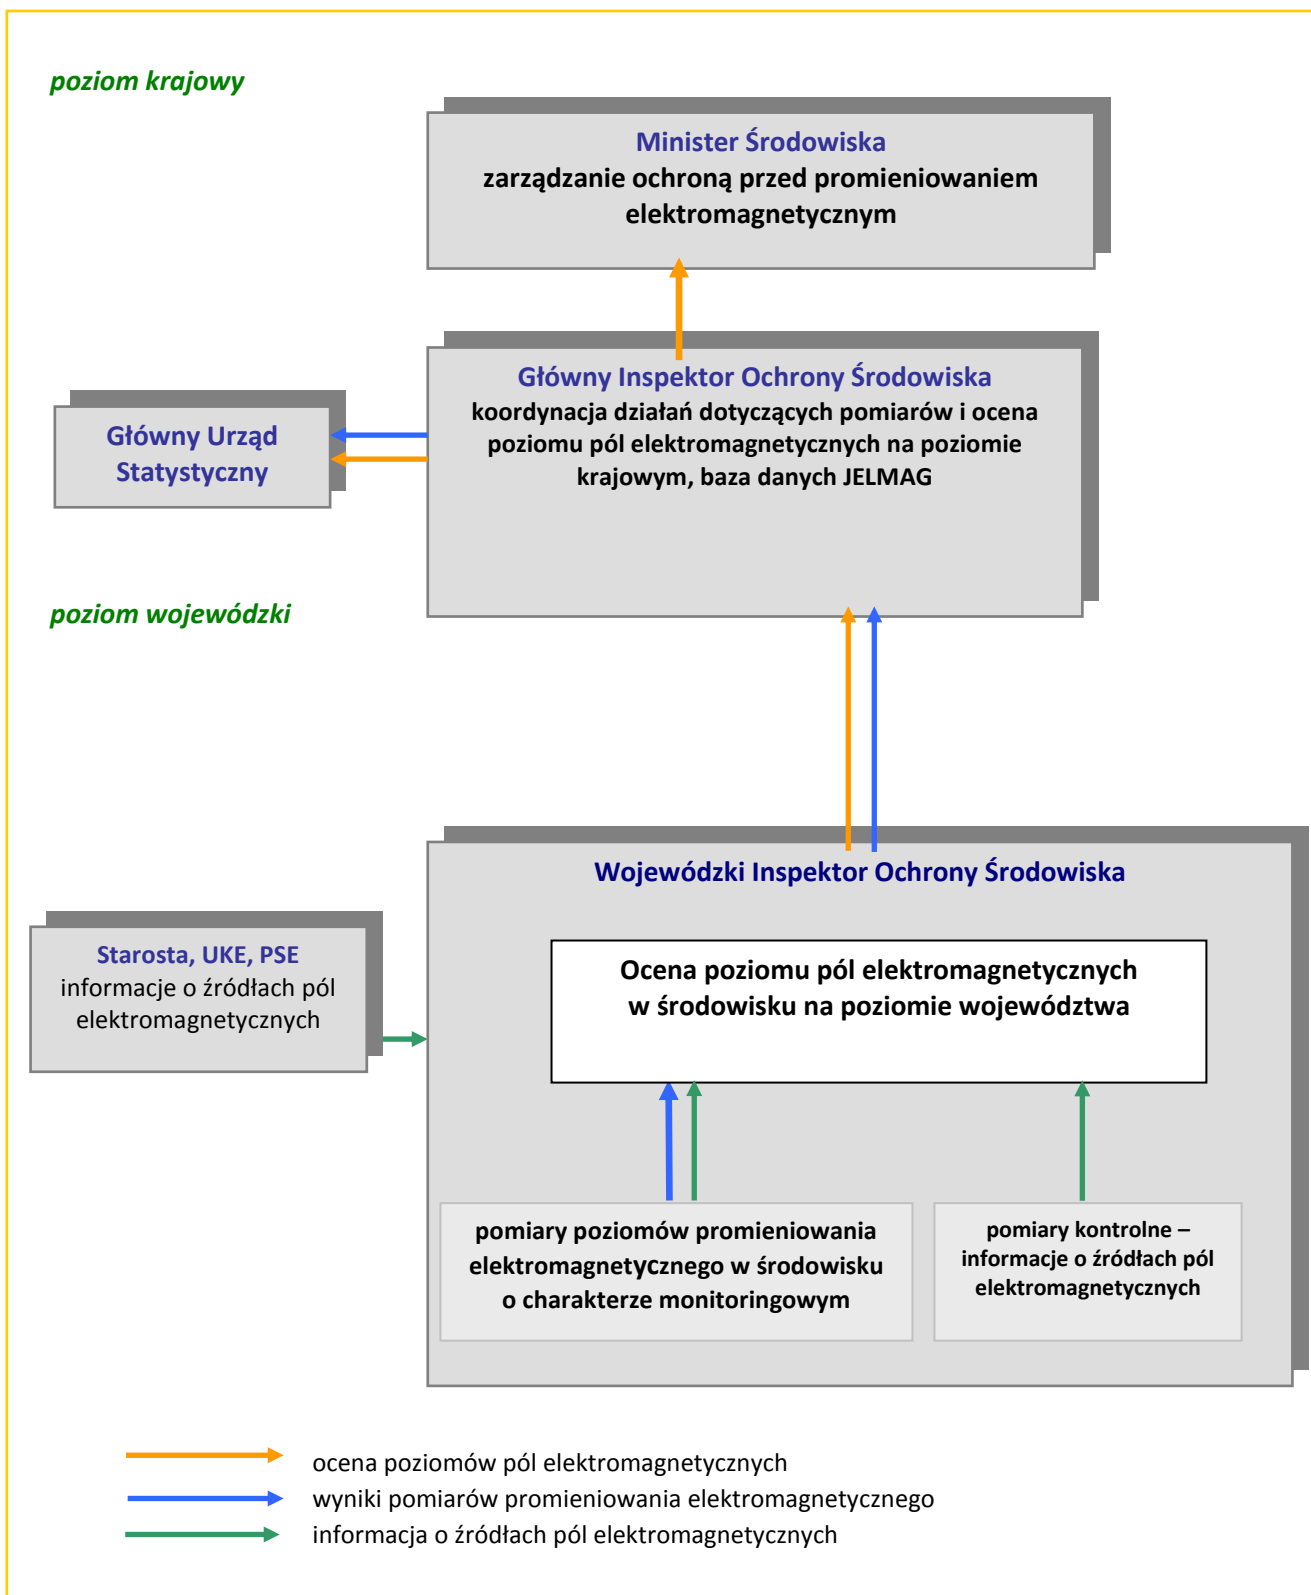 poziom krajowy
Minister Środowiska
zarządzanie ochroną przed promieniowaniem
elektromagnetycznym
Główny Inspektor Ochrony Środowiska
koordynacja działań dotyczących pomiarów i ocena
poziomu pól elektromagnetycznych na poziomie
krajowym, baza danych JELMAG
Główny Urząd
Statystyczny
poziom wojewódzki
Wojewódzki Inspektor Ochrony Środowiska
Starosta, UKE, PSE
informacje o źródłach pól
elektromagnetycznych
Ocena poziomu pól elektromagnetycznych
w środowisku na poziomie województwa
pomiary poziomów promieniowania
elektromagnetycznego w środowisku
o charakterze monitoringowym
pomiary kontrolne –
informacje o źródłach pól
elektromagnetycznych
ocena poziomów pól elektromagnetycznych
wyniki pomiarów promieniowania elektromagnetycznego
informacja o źródłach pól elektromagnetycznych